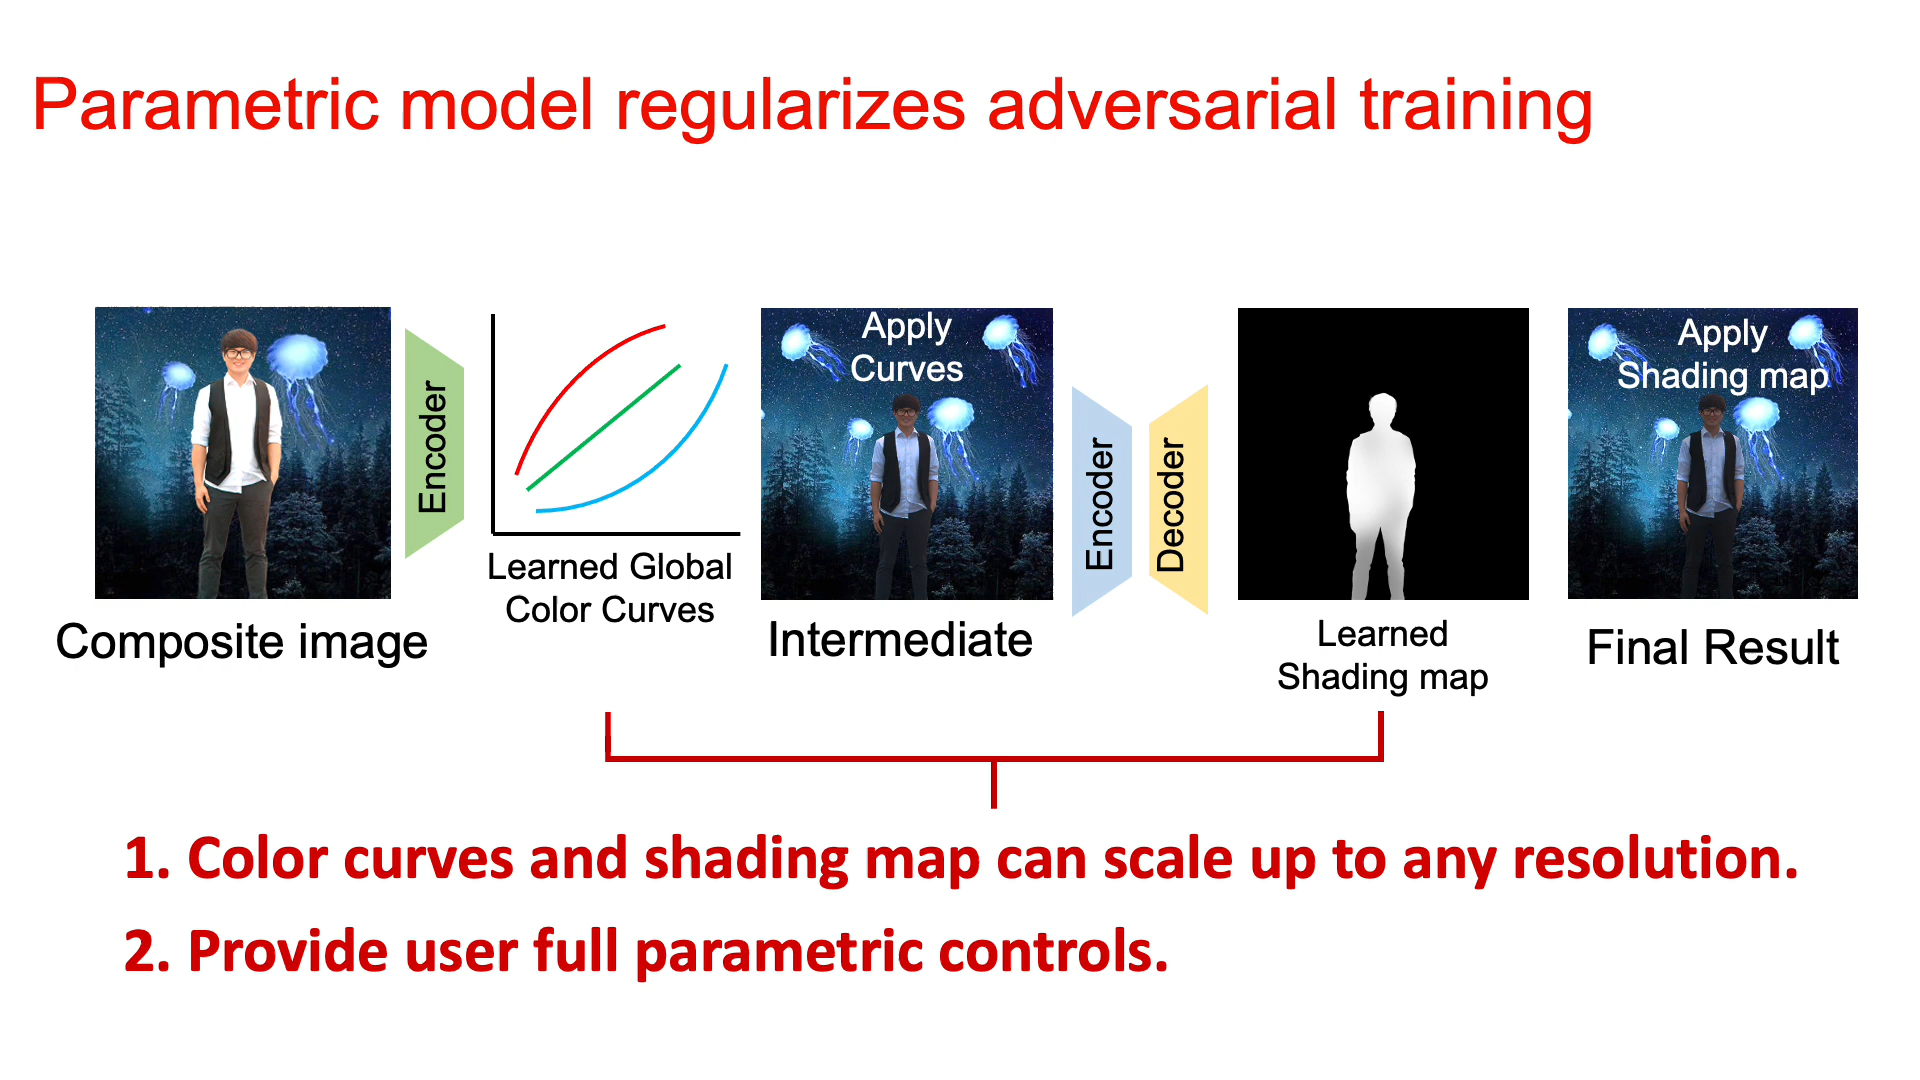 Parametric model regularizes adversarial training
Encoder
Apply
Curves
Encoder
Decoder
Apply
Shading map
Learned Global
Color Curves
Composite image
Intermediate
Learned
Shading map
Final Result
1. Color curves and shading map can scale up to any resolution.
2. Provide user full parametric controls.